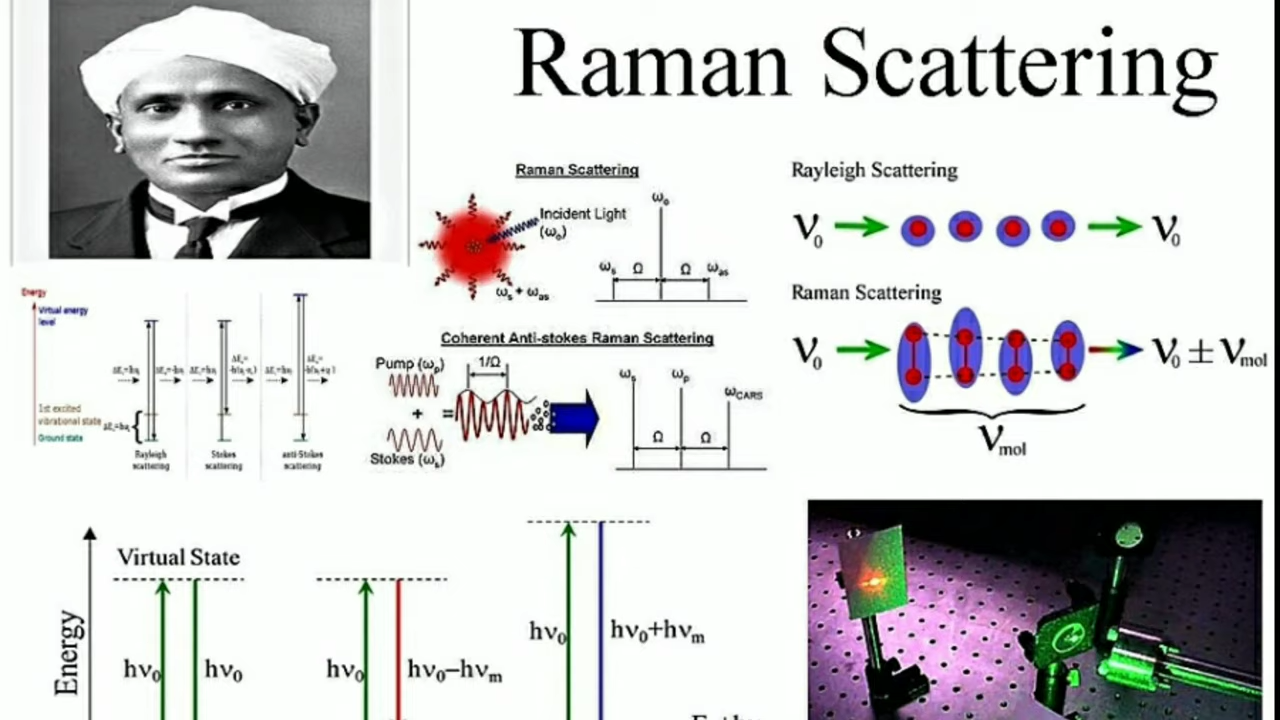 Raman Scattering
Raman Scattering
Incident Light
(ω₀)
ωₛ + ωₐₛ
ω₀
ωₛ Ω Ω ωₐₛ
Rayleigh Scattering
ν₀ ν₀
Raman Scattering
ν₀ ν₀ ± νmol
νmol
Energy
Virtual energy
level
1st excited
vibrational state
Ground state
Rayleigh
scattering
Stokes
scattering
anti-Stokes
scattering
Coherent Anti-stokes Raman Scattering
Pump (ωₚ)
+
Stokes (ωₛ)
=
1/Ω
ωₛ ωₚ ωCARS
Ω Ω
Energy
Virtual State
hν₀ hν₀
hν₀ hν₀−hνₘ
hν₀ hν₀+hνₘ